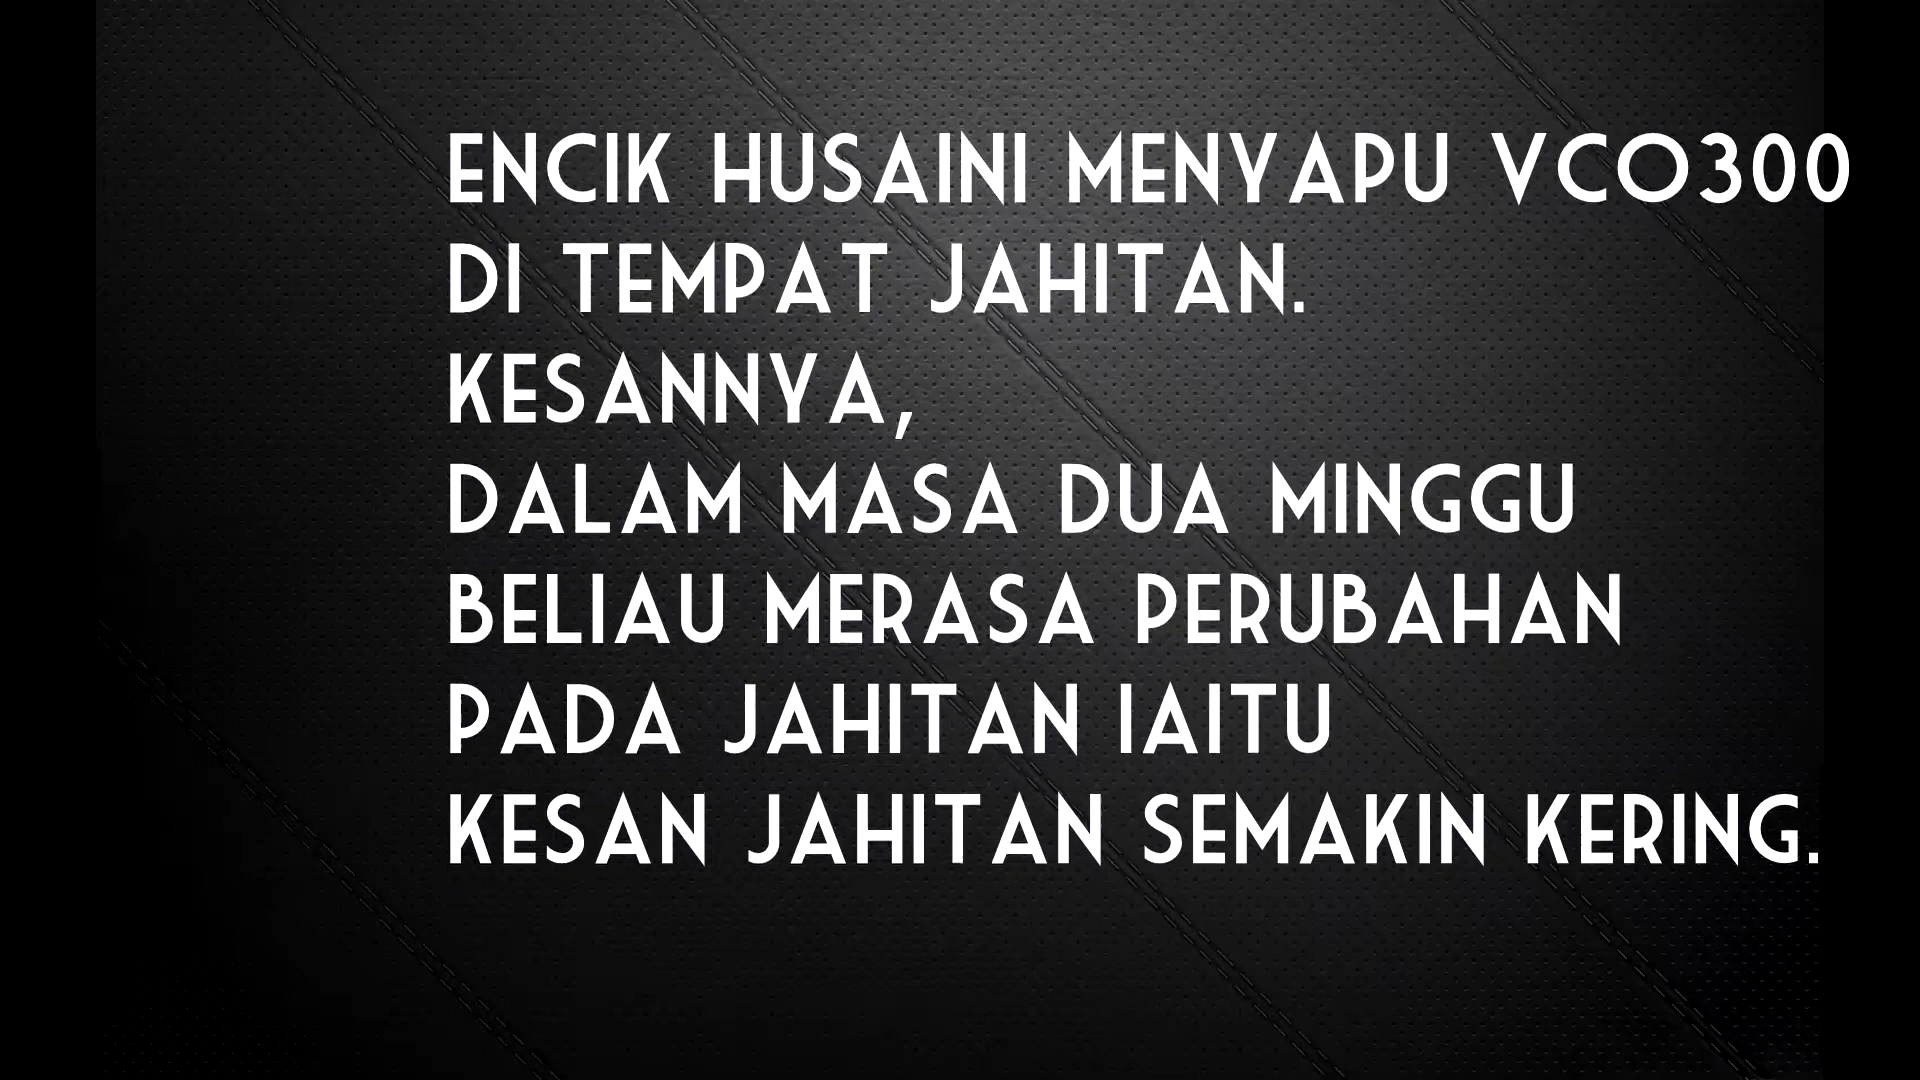 ENCIK HUSAINI MENYAPU VCO300
DI TEMPAT JAHITAN.
KESANNYA,
DALAM MASA DUA MINGGU
BELIAU MERASA PERUBAHAN
PADA JAHITAN IAITU
KESAN JAHITAN SEMAKIN KERING.